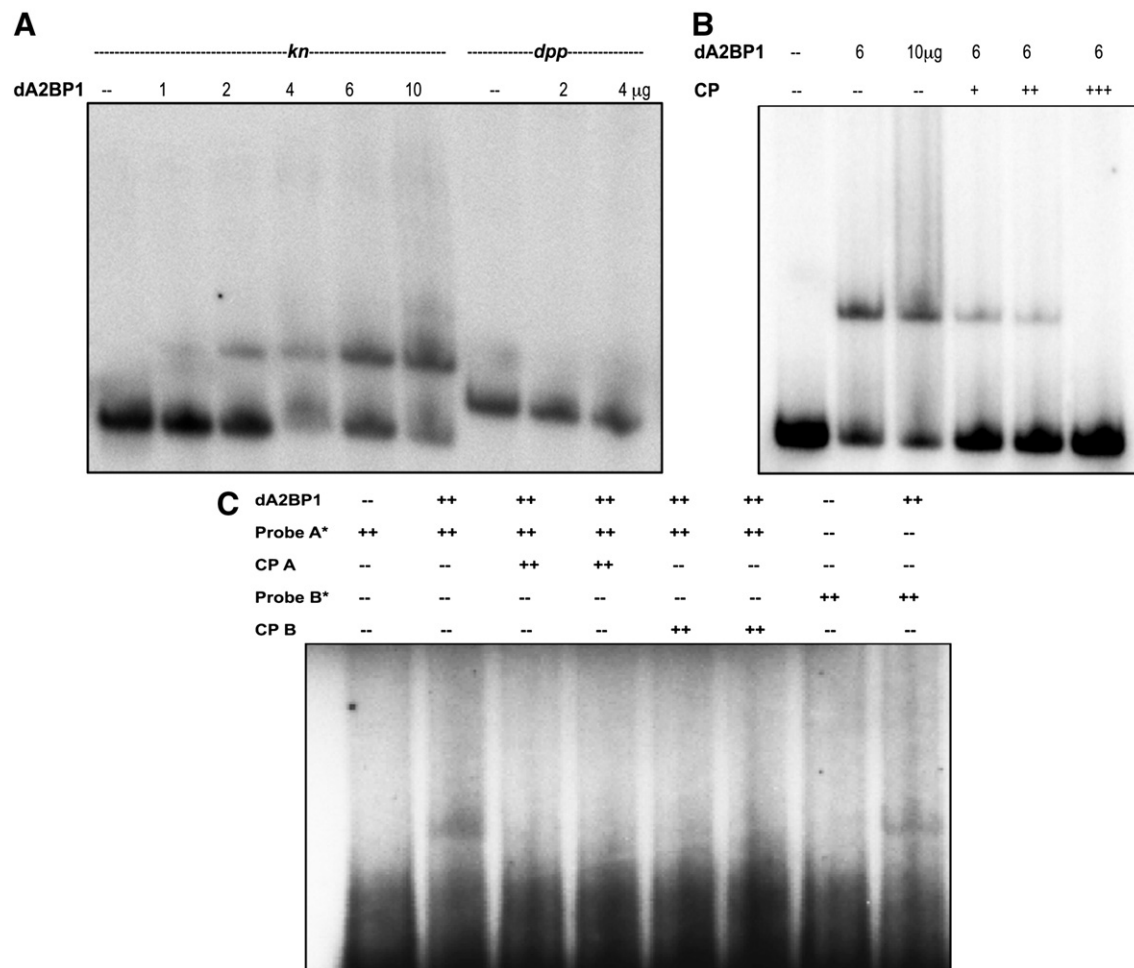 A
--------------------------------------kn--------------------------- -------------dpp---------------
dA2BP1 -- 1 2 4 6 10 -- 2 4 µg
B
dA2BP1 -- 6 10µg 6 6 6
CP -- -- -- + ++ +++
C
dA2BP1 -- ++ ++ ++ ++ ++ -- ++
Probe A* ++ ++ ++ ++ ++ ++ -- --
CP A -- -- ++ ++ -- -- -- --
Probe B* -- -- -- -- -- -- ++ ++
CP B -- -- -- -- ++ ++ -- --